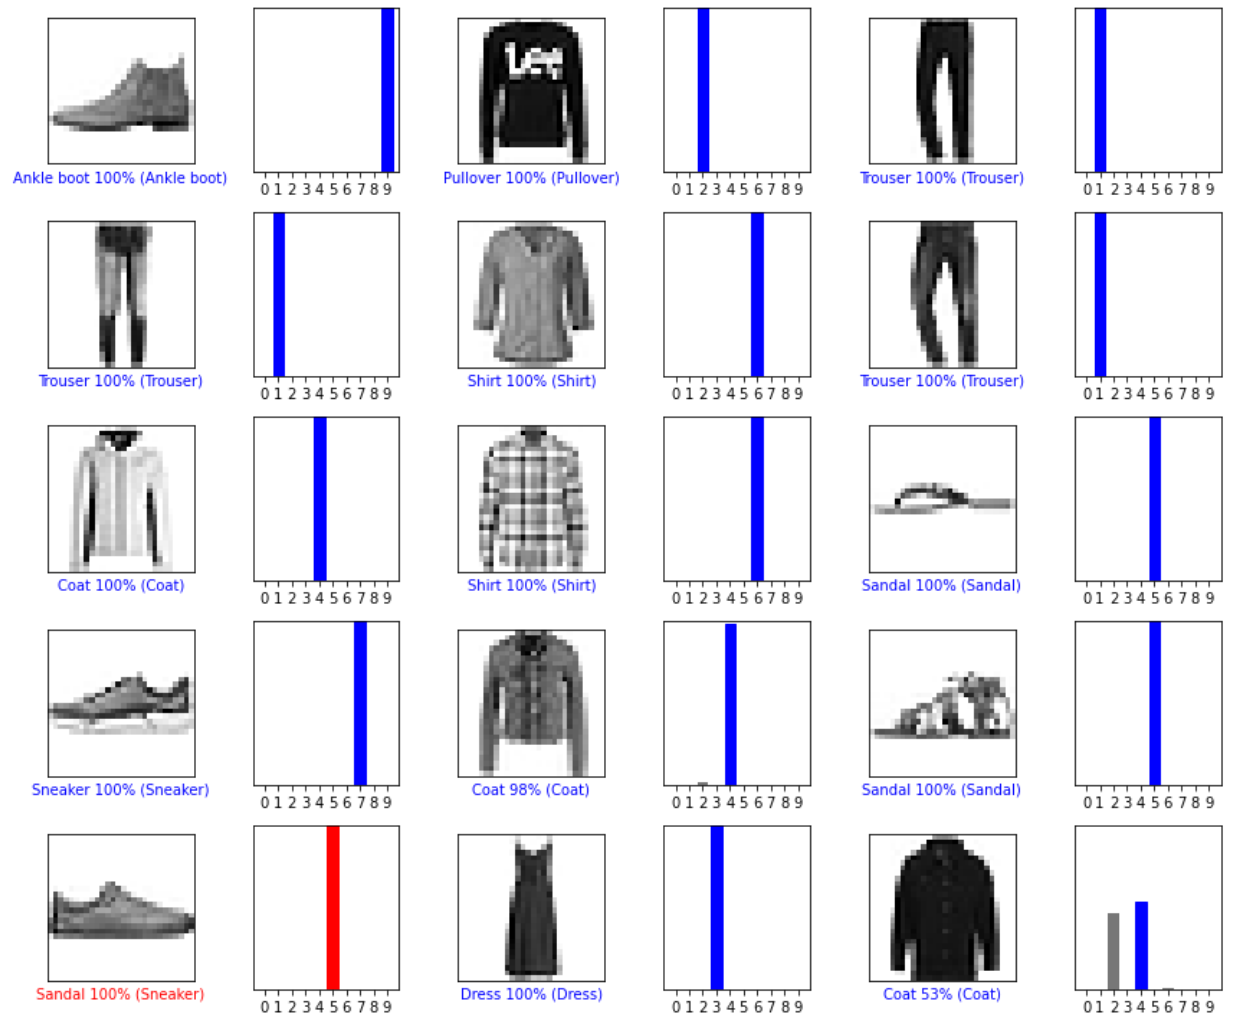 Lee
0 1 2 3 4 5 6 7 8 9
0 1 2 3 4 5 6 7 8 9
0 1 2 3 4 5 6 7 8 9
Ankle boot 100% (Ankle boot)
Pullover 100% (Pullover)
Trouser 100% (Trouser)
0 1 2 3 4 5 6 7 8 9
0 1 2 3 4 5 6 7 8 9
0 1 2 3 4 5 6 7 8 9
Trouser 100% (Trouser)
Shirt 100% (Shirt)
Trouser 100% (Trouser)
0 1 2 3 4 5 6 7 8 9
0 1 2 3 4 5 6 7 8 9
0 1 2 3 4 5 6 7 8 9
Coat 100% (Coat)
Shirt 100% (Shirt)
Sandal 100% (Sandal)
0 1 2 3 4 5 6 7 8 9
0 1 2 3 4 5 6 7 8 9
0 1 2 3 4 5 6 7 8 9
Sneaker 100% (Sneaker)
Coat 98% (Coat)
Sandal 100% (Sandal)
0 1 2 3 4 5 6 7 8 9
0 1 2 3 4 5 6 7 8 9
0 1 2 3 4 5 6 7 8 9
Sandal 100% (Sneaker)
Dress 100% (Dress)
Coat 53% (Coat)